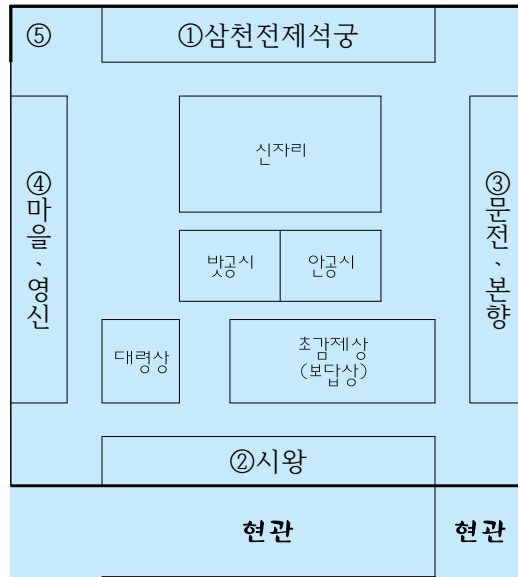 ⑤
①삼천전제석궁
신자리
④마을、영신
③문전、본향
밧공시
안공시
대령상
초감제상
(보답상)
②시왕
현관
현관